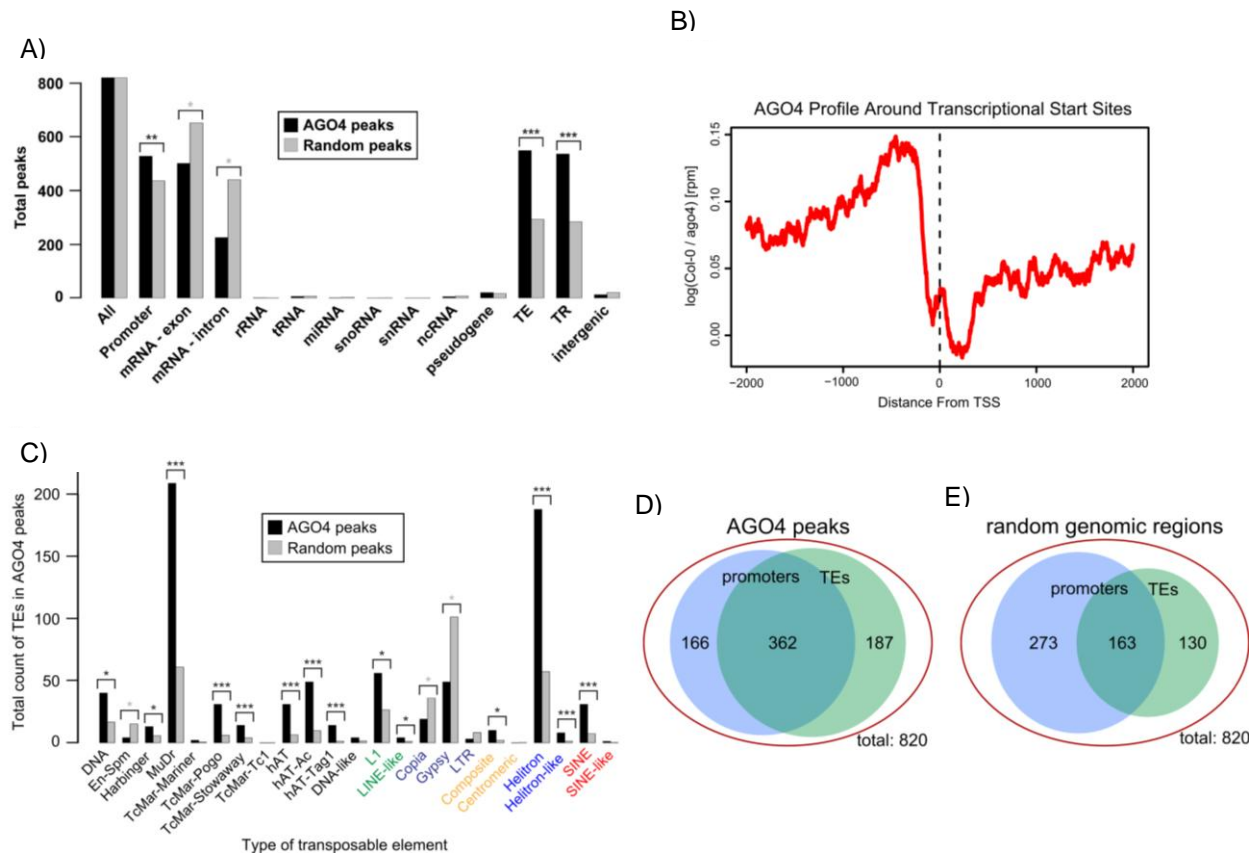 A)
800
600
400
200
0
Total peaks
AGO4 peaks
Random peaks
**
*
*
***
***
All
Promoter
mRNA - exon
mRNA - intron
rRNA
tRNA
miRNA
snoRNA
snRNA
ncRNA
pseudogene
TE
TR
intergenic
B)
AGO4 Profile Around Transcriptional Start Sites
0.15
0.10
0.05
0.00
log(Col-0 / ago4) [rpm]
−2000
−1000
0
1000
2000
Distance From TSS
C)
200
150
100
50
0
Total count of TEs in AGO4 peaks
AGO4 peaks
Random peaks
*
*
*
***
***
***
***
***
***
*
*
*
*
*
***
***
***
DNA
En-Spm
Harbinger
MuDr
TcMar-Mariner
TcMar-Pogo
TcMar-Stowaway
TcMar-Tc1
hAT
hAT-Ac
hAT-Tag1
DNA-like
L1
LINE-like
Copia
Gypsy
LTR
Composite
Centromeric
Helitron
Helitron-like
SINE
SINE-like
Type of transposable element
D)
AGO4 peaks
promoters
TEs
166
362
187
total: 820
E)
random genomic regions
promoters
TEs
273
163
130
total: 820